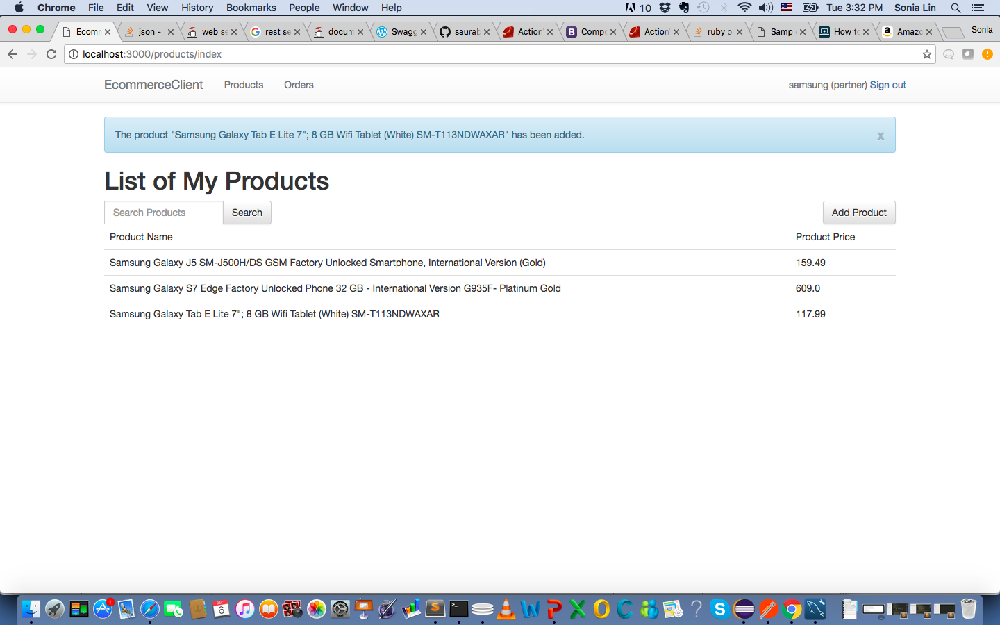 Chrome File Edit View History Bookmarks People Window Help 10 Tue 3:32 PM Sonia Lin
Ecomm json - web se rest se docum Swagg saurab Action Compo Action ruby o Sample How to Amazo Sonia
localhost:3000/products/index
EcommerceClient Products Orders samsung (partner) Sign out
The product "Samsung Galaxy Tab E Lite 7"; 8 GB Wifi Tablet (White) SM-T113NDWAXAR" has been added. x
List of My Products
Search Products Search Add Product
Product Name Product Price
Samsung Galaxy J5 SM-J500H/DS GSM Factory Unlocked Smartphone, International Version (Gold) 159.49
Samsung Galaxy S7 Edge Factory Unlocked Phone 32 GB - International Version G935F- Platinum Gold 609.0
Samsung Galaxy Tab E Lite 7"; 8 GB Wifi Tablet (White) SM-T113NDWAXAR 117.99
1 DEC 6